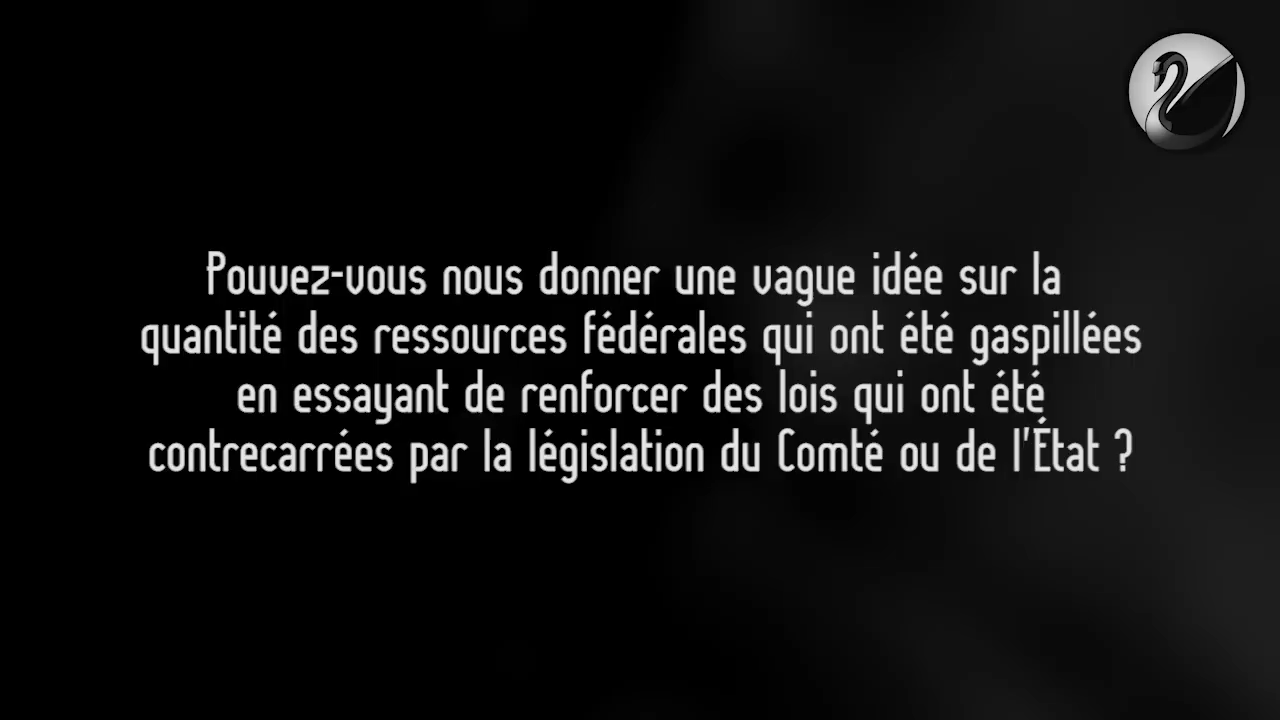 Pouvez-vous nous donner une vague idée sur la
quantité des ressources fédérales qui ont été gaspillées
en essayant de renforcer des lois qui ont été
contrecarrées par la législation du Comté ou de l'État ?